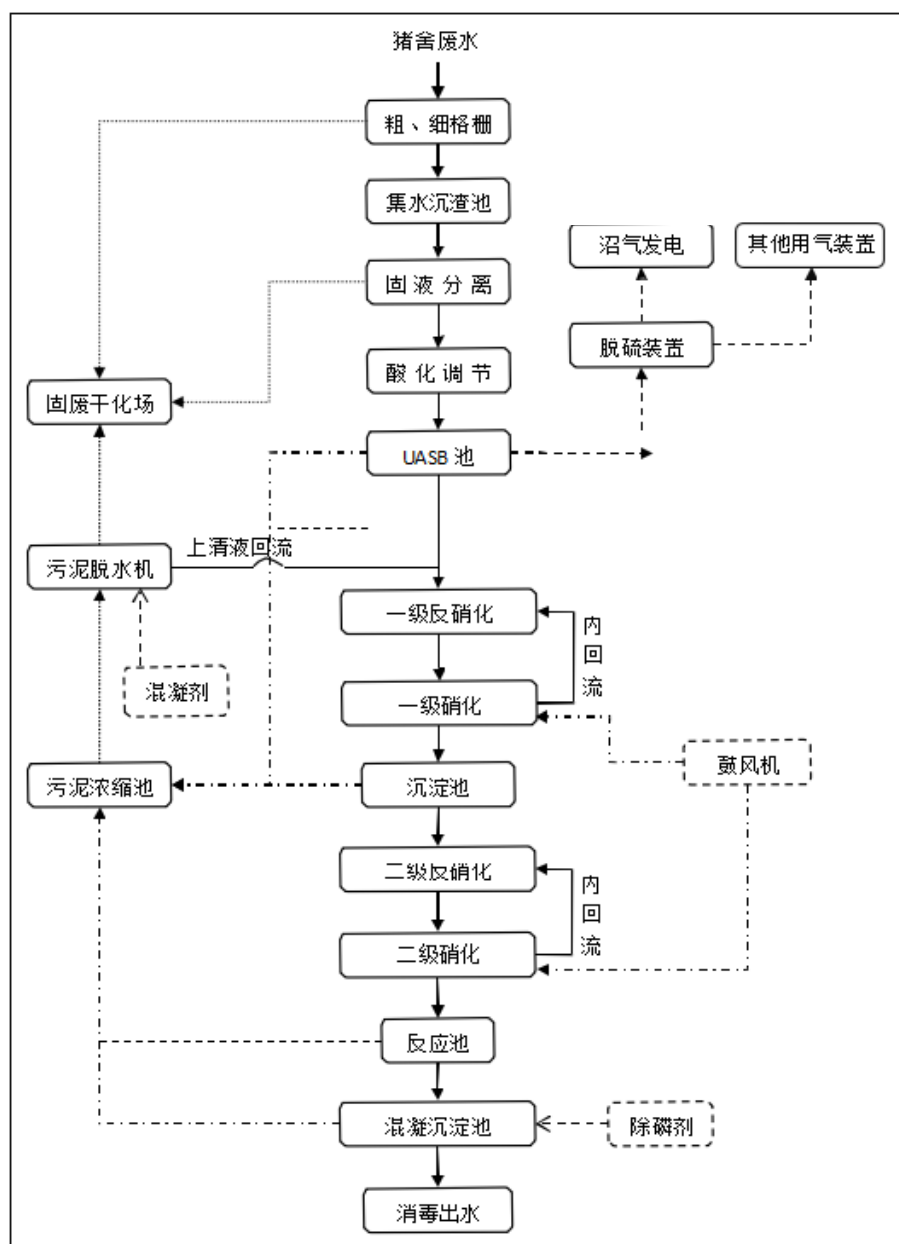 猪舍废水
粗、细格栅
集水沉渣池
沼气发电
其他用气装置
固液分离
脱硫装置
酸化调节
固废干化场
UASB池
上清液回流
污泥脱水机
一级反硝化
内回流
混凝剂
一级硝化
污泥浓缩池
沉淀池
鼓风机
二级反硝化
内回流
二级硝化
反应池
混凝沉淀池
除磷剂
消毒出水